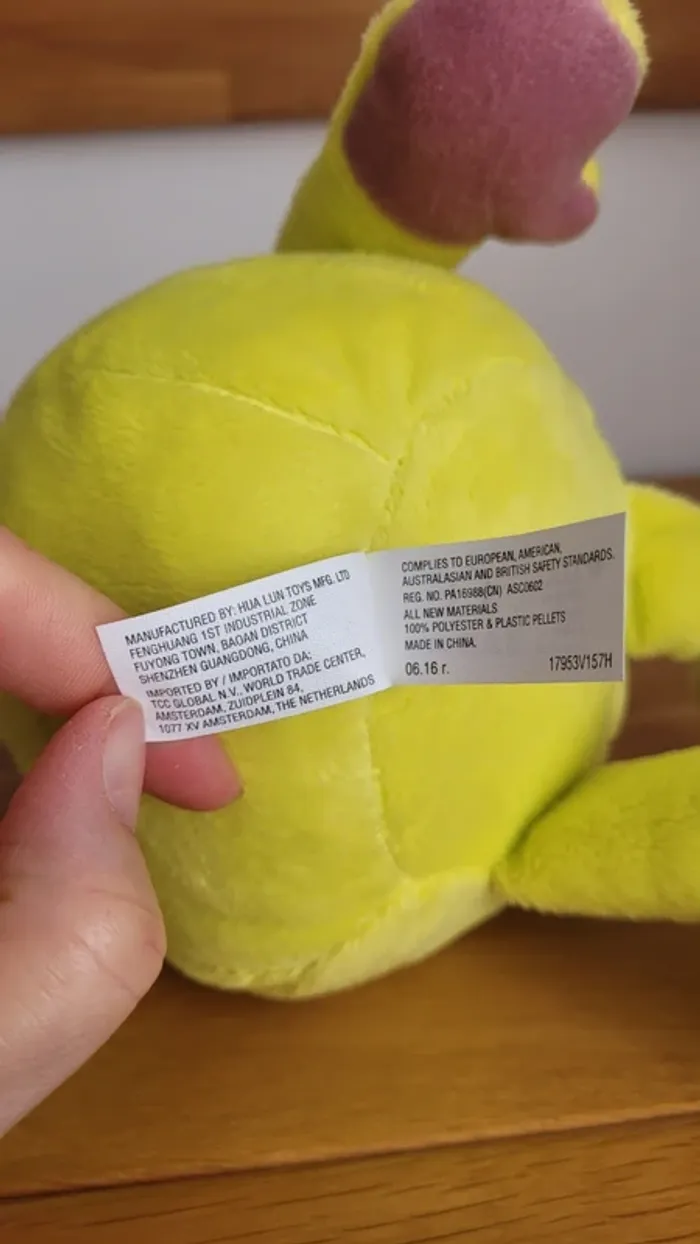 MANUFACTURED BY: HUA LUN TOYS MFG. LTD
FENGHUANG 1ST INDUSTRIAL ZONE
FUYONG TOWN, BAOAN DISTRICT
SHENZHEN GUANGDONG, CHINA
IMPORTED BY / IMPORTATO DA:
TCC GLOBAL N.V., WORLD TRADE CENTER,
AMSTERDAM, ZUIDPLEIN 84,
1077 XV AMSTERDAM, THE NETHERLANDS
COMPLIES TO EUROPEAN, AMERICAN,
AUSTRALASIAN AND BRITISH SAFETY STANDARDS.
REG. NO. PA16988(CN) ASC0602
ALL NEW MATERIALS
100% POLYESTER & PLASTIC PELLETS
MADE IN CHINA.
06.16 г. 17953V157H